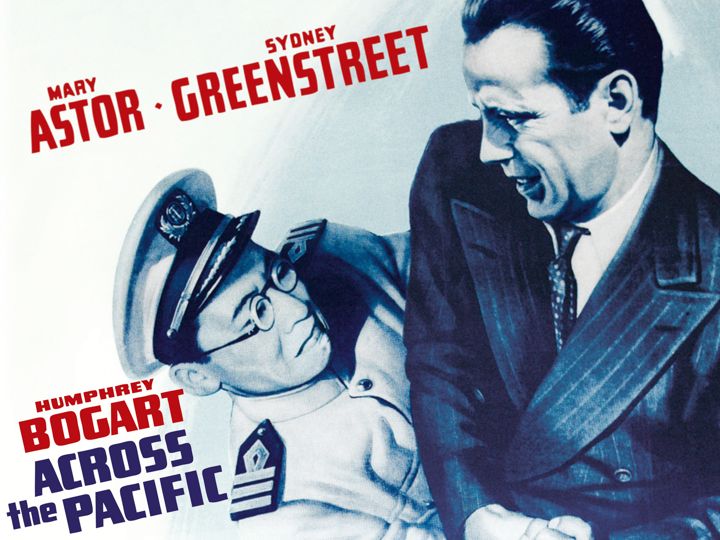 MARY
ASTOR · 
SYDNEY
GREENSTREET
HUMPHREY
BOGART
ACROSS
the PACIFIC